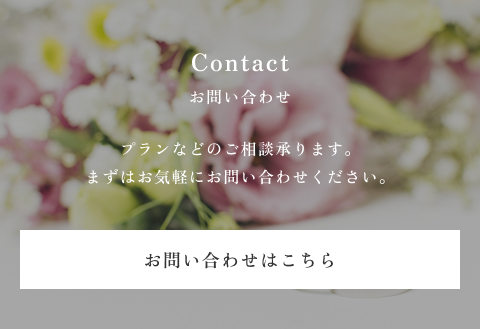 Contact
お問い合わせ
プランなどのご相談承ります。
まずはお気軽にお問い合わせください。
お問い合わせはこちら